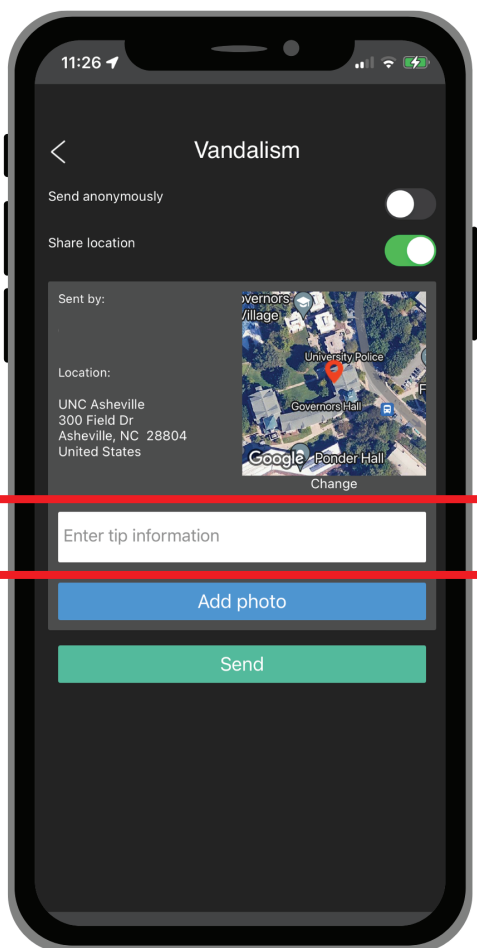 11:26
Vandalism
Send anonymously
Share location
Sent by:
Location:
UNC Asheville
300 Field Dr
Asheville, NC  28804
United States
overnors
Village
University Police
Governors Hall
F
Google
Ponder Hall
Change
Enter tip information
Add photo
Send